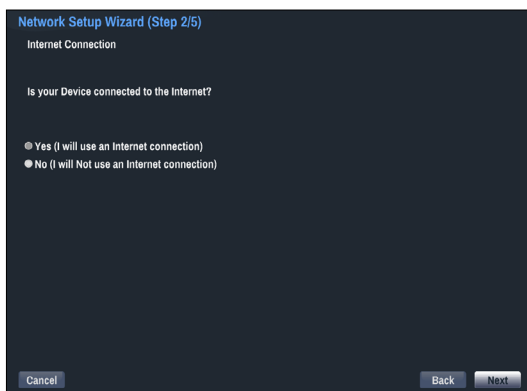 Network Setup Wizard (Step 2/5)
Internet Connection
Is your Device connected to the Internet?
Yes (I will use an Internet connection)
No (I will Not use an Internet connection)
Cancel
Back
Next